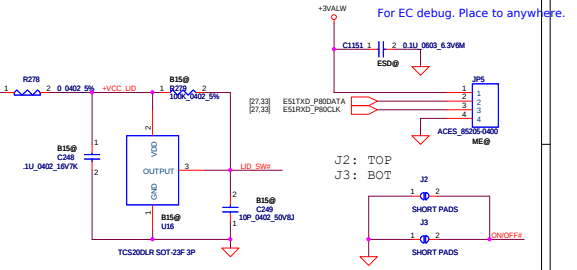 For EC debug. Place to anywhere.
+3VALW
C1151 1 2 0.1U_0603_6.3V6M
ESD@
R278
1 2 0_0402_5%
+VCC_LID
B15@
1 R279 2
100K_0402_5%
JP5
1 1
2 2
3 3
4 4
[27,33] E51TXD_P80DATA
[27,33] E51RXD_P80CLK
ACES_85205-0400
ME@
B15@
C248
.1U_0402_16V7K
1
2
2
VDD
OUTPUT
3
GND
1
LID_SW#
B15@
U16
TCS20DLR SOT-23F 3P
2
1
B15@
C249
10P_0402_50V8J
J2: TOP
J3: BOT
J2
1 2
SHORT PADS
J3
1 2
SHORT PADS
ON/OFF#